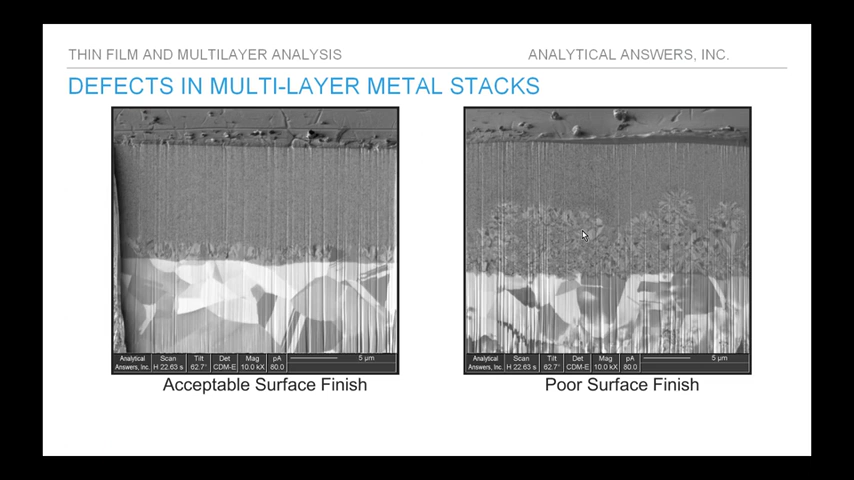 THIN FILM AND MULTILAYER ANALYSIS
ANALYTICAL ANSWERS, INC.
DEFECTS IN MULTI-LAYER METAL STACKS
Analytical Scan Tilt Det Mag pA 5 µm
Answers, Inc. H 22.63 s 62.7° CDM-E 10.0 kX 80.0
Analytical Scan Tilt Det Mag pA 5 µm
Answers, Inc. H 22.63 s 62.7° CDM-E 10.0 kX 80.0
Acceptable Surface Finish
Poor Surface Finish